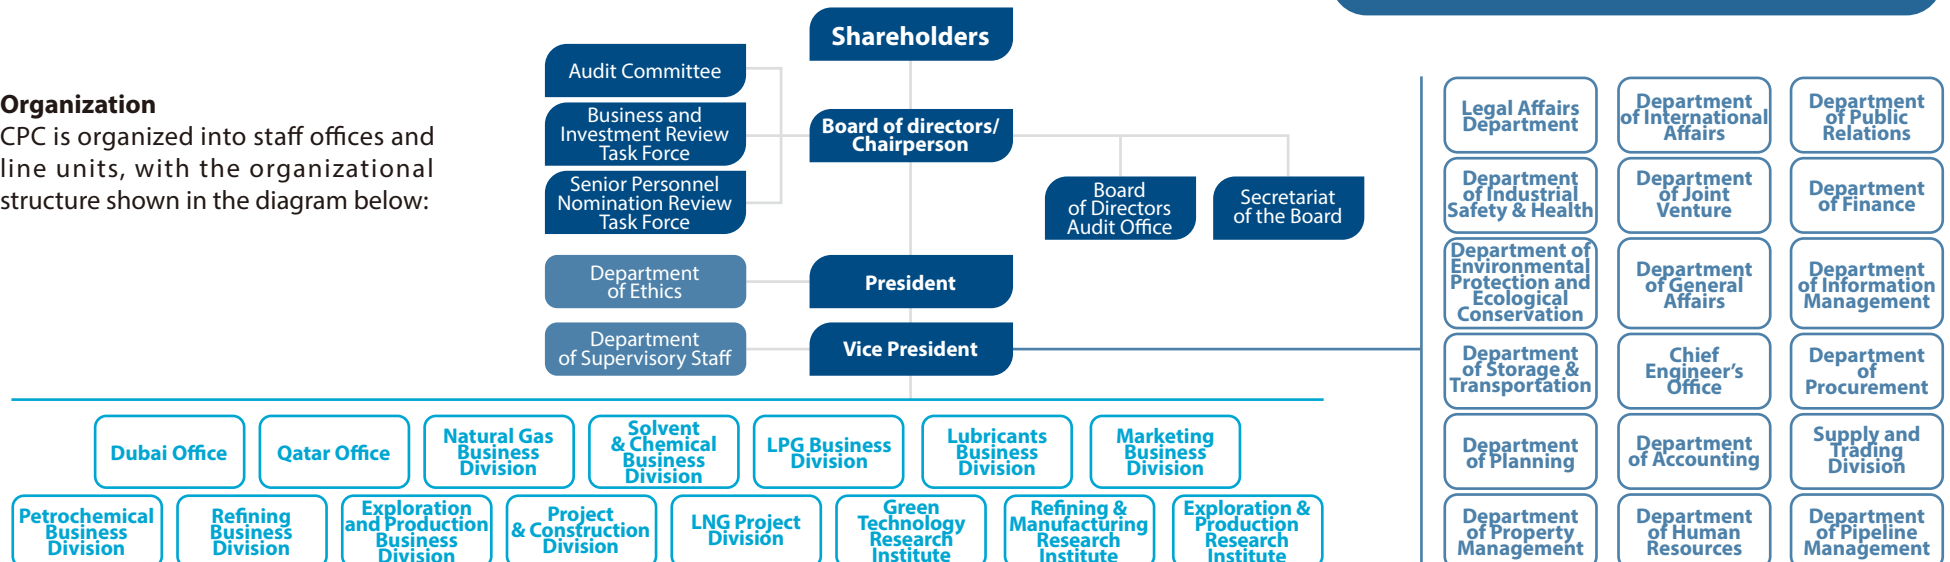 Organization
CPC is organized into staff offices and
line units, with the organizational
structure shown in the diagram below:
Shareholders
Audit Committee
Business and
Investment Review
Task Force
Senior Personnel
Nomination Review
Task Force
Board of directors/
Chairperson
Board
of Directors
Audit Office
Secretariat
of the Board
Department
of Ethics
President
Department
of Supervisory Staff
Vice President
Dubai Office
Qatar Office
Natural Gas
Business
Division
Solvent
& Chemical
Business
Division
LPG Business
Division
Lubricants
Business
Division
Marketing
Business
Division
Petrochemical
Business
Division
Refining
Business
Division
Exploration
and Production
Business
Division
Project
& Construction
Division
LNG Project
Division
Green
Technology
Research
Institute
Refining &
Manufacturing
Research
Institute
Exploration &
Production
Research
Institute
Legal Affairs
Department
Department
of International
Affairs
Department
of Public
Relations
Department
of Industrial
Safety & Health
Department
of Joint
Venture
Department
of Finance
Department of
Environmental
Protection and
Ecological
Conservation
Department
of General
Affairs
Department
of Information
Management
Department
of Storage &
Transportation
Chief
Engineer's
Office
Department
of
Procurement
Department
of Planning
Department
of Accounting
Supply and
Trading
Division
Department
of Property
Management
Department
of Human
Resources
Department
of Pipeline
Management